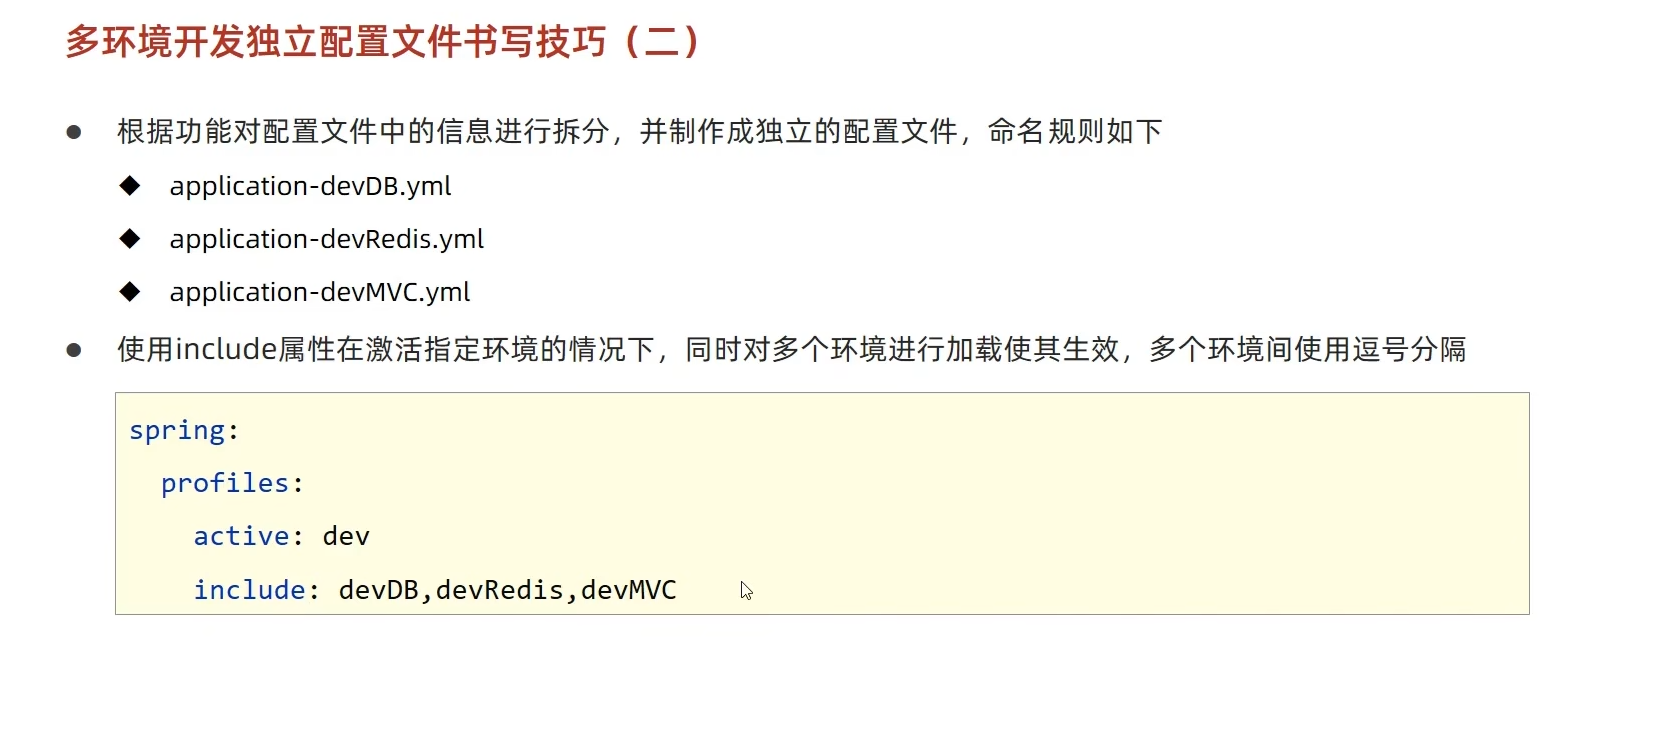 多环境开发独立配置文件书写技巧（二）
根据功能对配置文件中的信息进行拆分，并制作成独立的配置文件，命名规则如下
application-devDB.yml
application-devRedis.yml
application-devMVC.yml
使用include属性在激活指定环境的情况下，同时对多个环境进行加载使其生效，多个环境间使用逗号分隔
spring:
  profiles:
    active: dev
    include: devDB,devRedis,devMVC